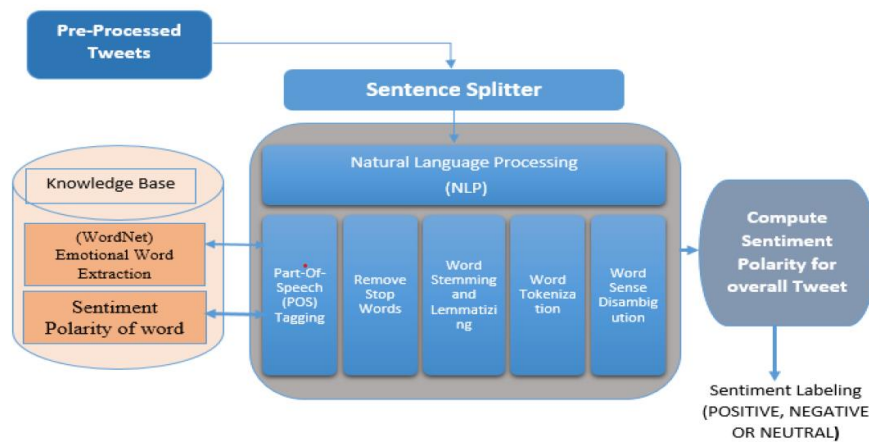 Pre-Processed
Tweets
Sentence Splitter
Natural Language Processing
(NLP)
Knowledge Base
(WordNet)
Emotional Word
Extraction
Sentiment
Polarity of word
Part-Of-
Speech
(POS)
Tagging
Remove
Stop
Words
Word
Stemming
and
Lemmatizi
ng
Word
Tokeniza
tion
Word
Sense
Disambig
ution
Compute
Sentiment
Polarity for
overall Tweet
Sentiment Labeling
(POSITIVE, NEGATIVE
OR NEUTRAL)